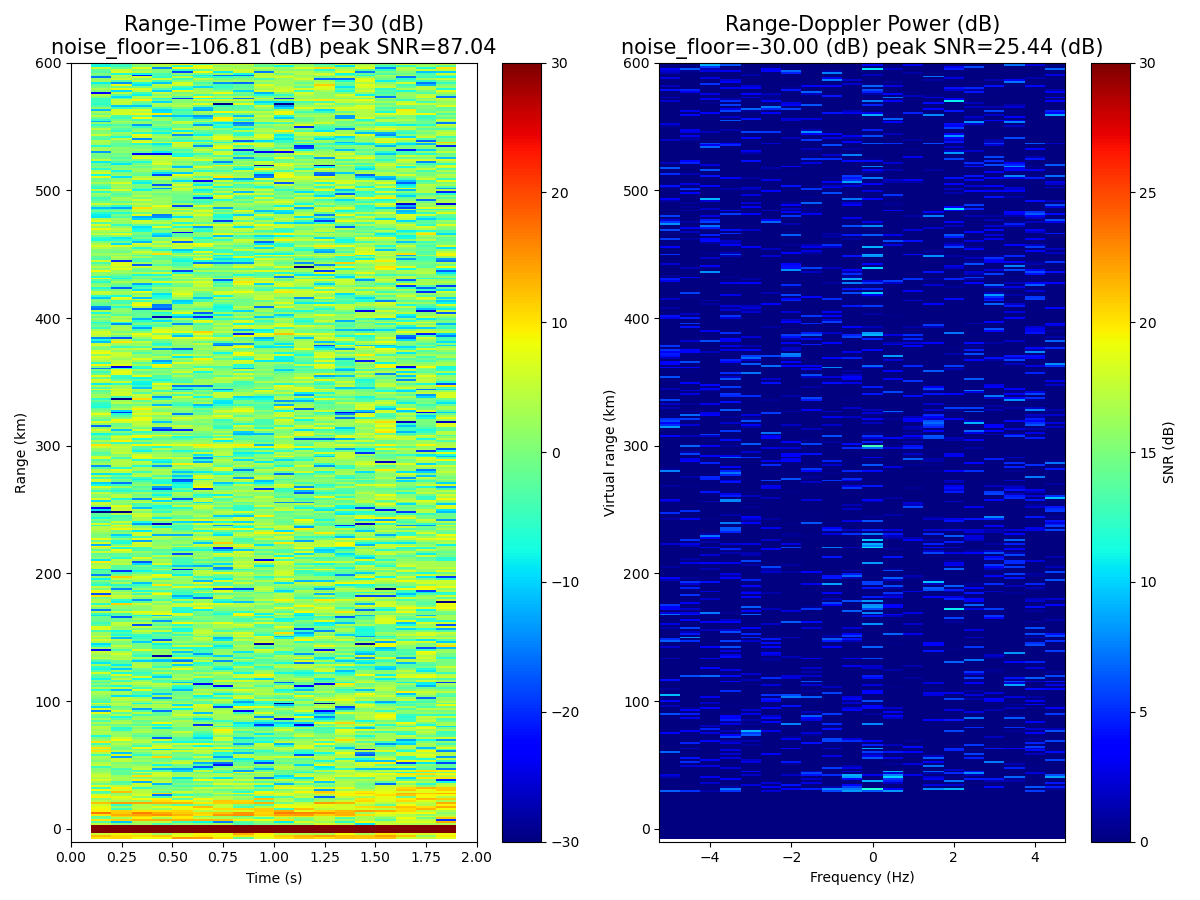 Range-Time Power f=30 (dB)
noise_floor=-106.81 (dB) peak SNR=87.04
Range-Doppler Power (dB)
noise_floor=-30.00 (dB) peak SNR=25.44 (dB)
600
500
400
300
200
100
0
Range (km)
0.00 0.25 0.50 0.75 1.00 1.25 1.50 1.75 2.00
Time (s)
30
20
10
0
−10
−20
−30
600
500
400
300
200
100
0
Virtual range (km)
−4 −2 0 2 4
Frequency (Hz)
30
25
20
15
10
5
0
SNR (dB)